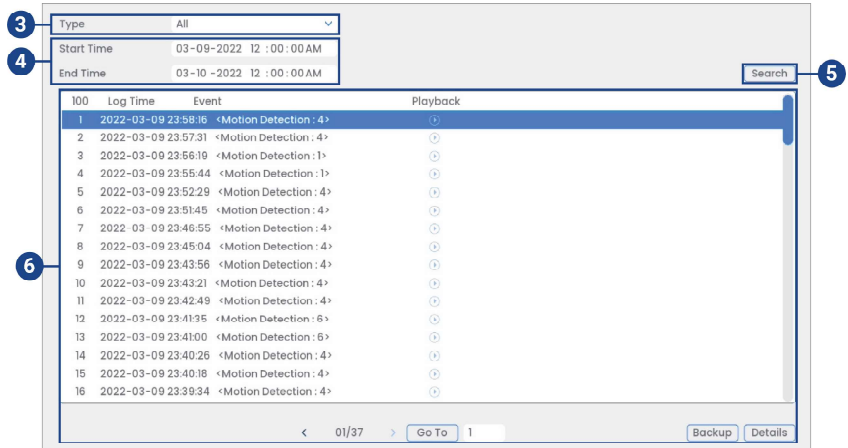 3 Type All
4 Start Time 03-09-2022 12 :00:00AM
End Time 03-10 -2022 12 :00:00AM
Search 5
100 Log Time Event Playback
1 2022-03-09 23:58:16 <Motion Detection : 4>
2 2022-03-09 23.57.31 <Motion Detection : 4>
3 2022-03-09 23:56:19 <Motion Detection : 1>
4 2022-03-09 23:55:44 <Motion Detection : 1>
5 2022-03-09 23:52:29 <Motion Detection : 4>
6 2022-03-09 23:51:45 <Motion Detection : 4>
7 2022-03-09 23:46:55 <Motion Detection : 4>
8 2022-03-09 23:45:04 <Motion Detection : 4>
9 2022-03-09 23:43:56 <Motion Detection : 4>
10 2022-03-09 23:43:21 <Motion Detection : 4>
11 2022-03-09 23:42:49 <Motion Detection : 4>
12 2022-03-09 23:41:35 <Motion Detection : 6>
13 2022-03-09 23:41:00 <Motion Detection : 6>
14 2022-03-09 23:40:26 <Motion Detection : 4>
15 2022-03-09 23:40:18 <Motion Detection : 4>
16 2022-03-09 23:39:34 <Motion Detection : 4>
6
< 01/37 > Go To 1 Backup Details